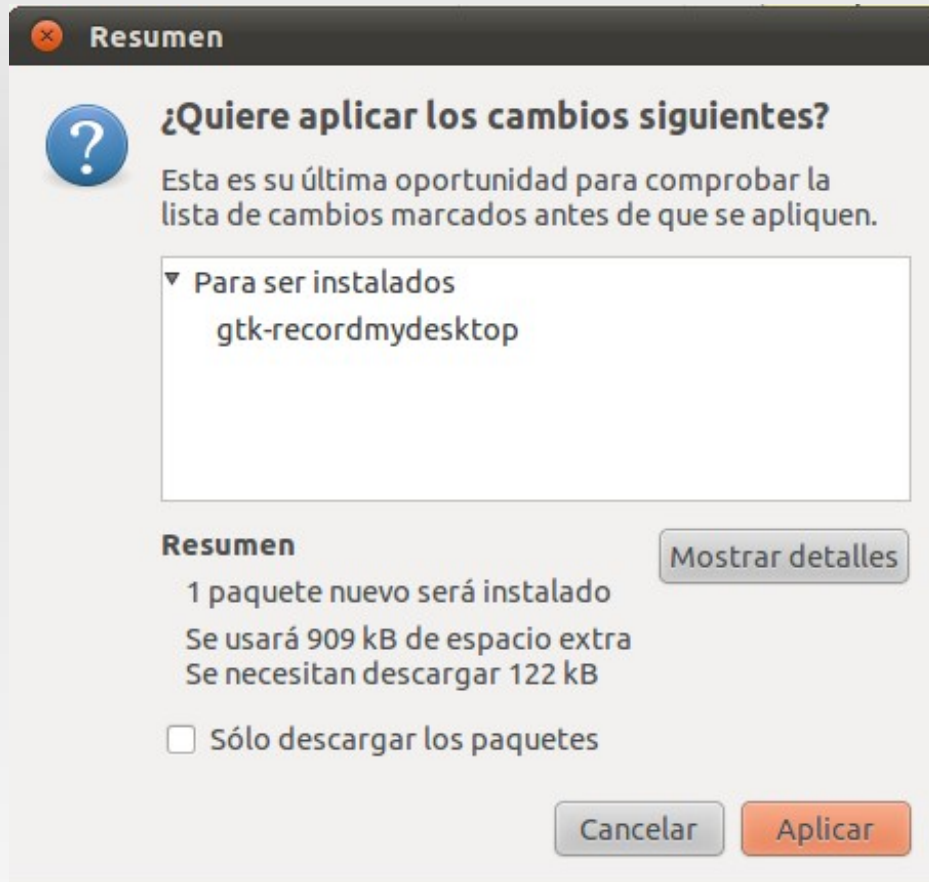 Resumen
¿Quiere aplicar los cambios siguientes?
Esta es su última oportunidad para comprobar la
lista de cambios marcados antes de que se apliquen.
Para ser instalados
gtk-recordmydesktop
Resumen
Mostrar detalles
1 paquete nuevo será instalado
Se usará 909 kB de espacio extra
Se necesitan descargar 122 kB
Sólo descargar los paquetes
Cancelar
Aplicar